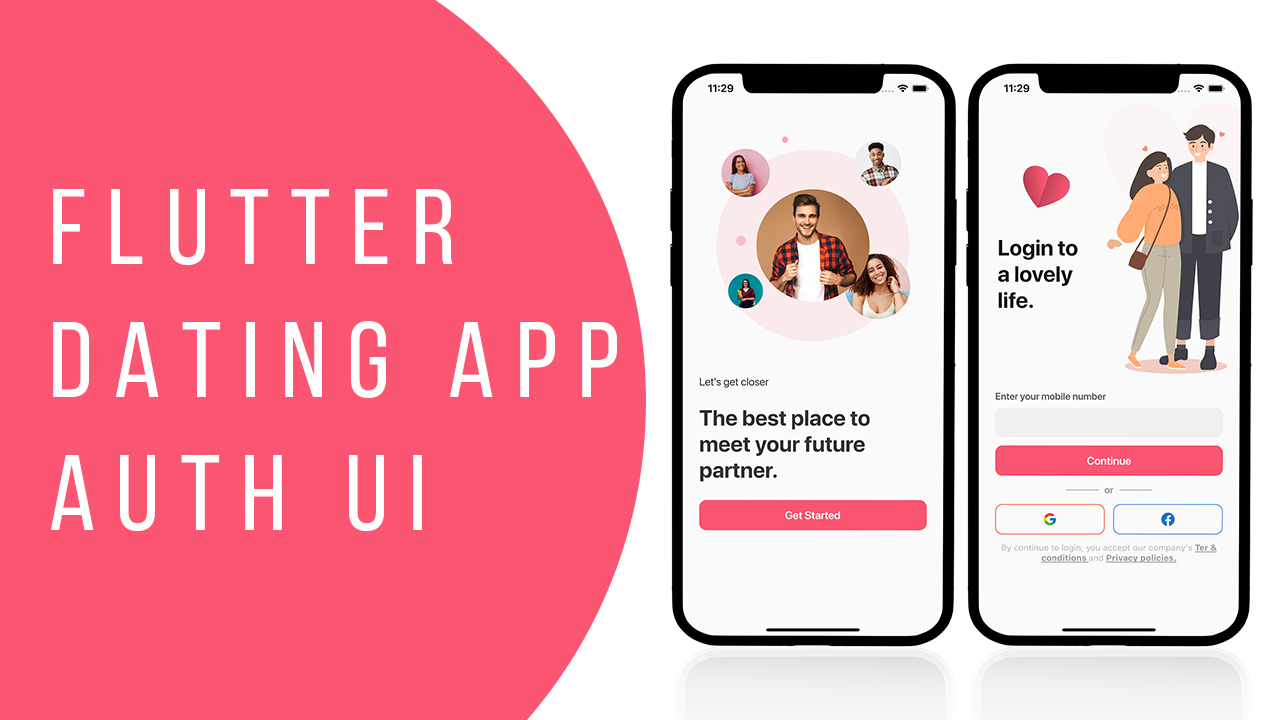 FLUTTER
DATING APP
AUTH UI
11:29
Let's get closer
The best place to
meet your future
partner.
Get Started
11:29
Login to
a lovely
life.
Enter your mobile number
Continue
or
By continue to login, you accept our company's Ter &
conditions and Privacy policies.